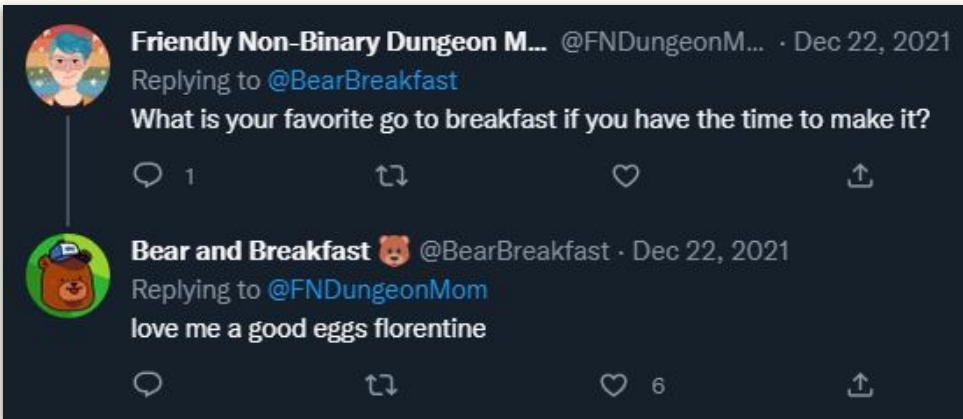 Friendly Non-Binary Dungeon M... @FNDungeonM... · Dec 22, 2021
Replying to @BearBreakfast
What is your favorite go to breakfast if you have the time to make it?
1
Bear and Breakfast 🐻 @BearBreakfast · Dec 22, 2021
Replying to @FNDungeonMom
love me a good eggs florentine
6